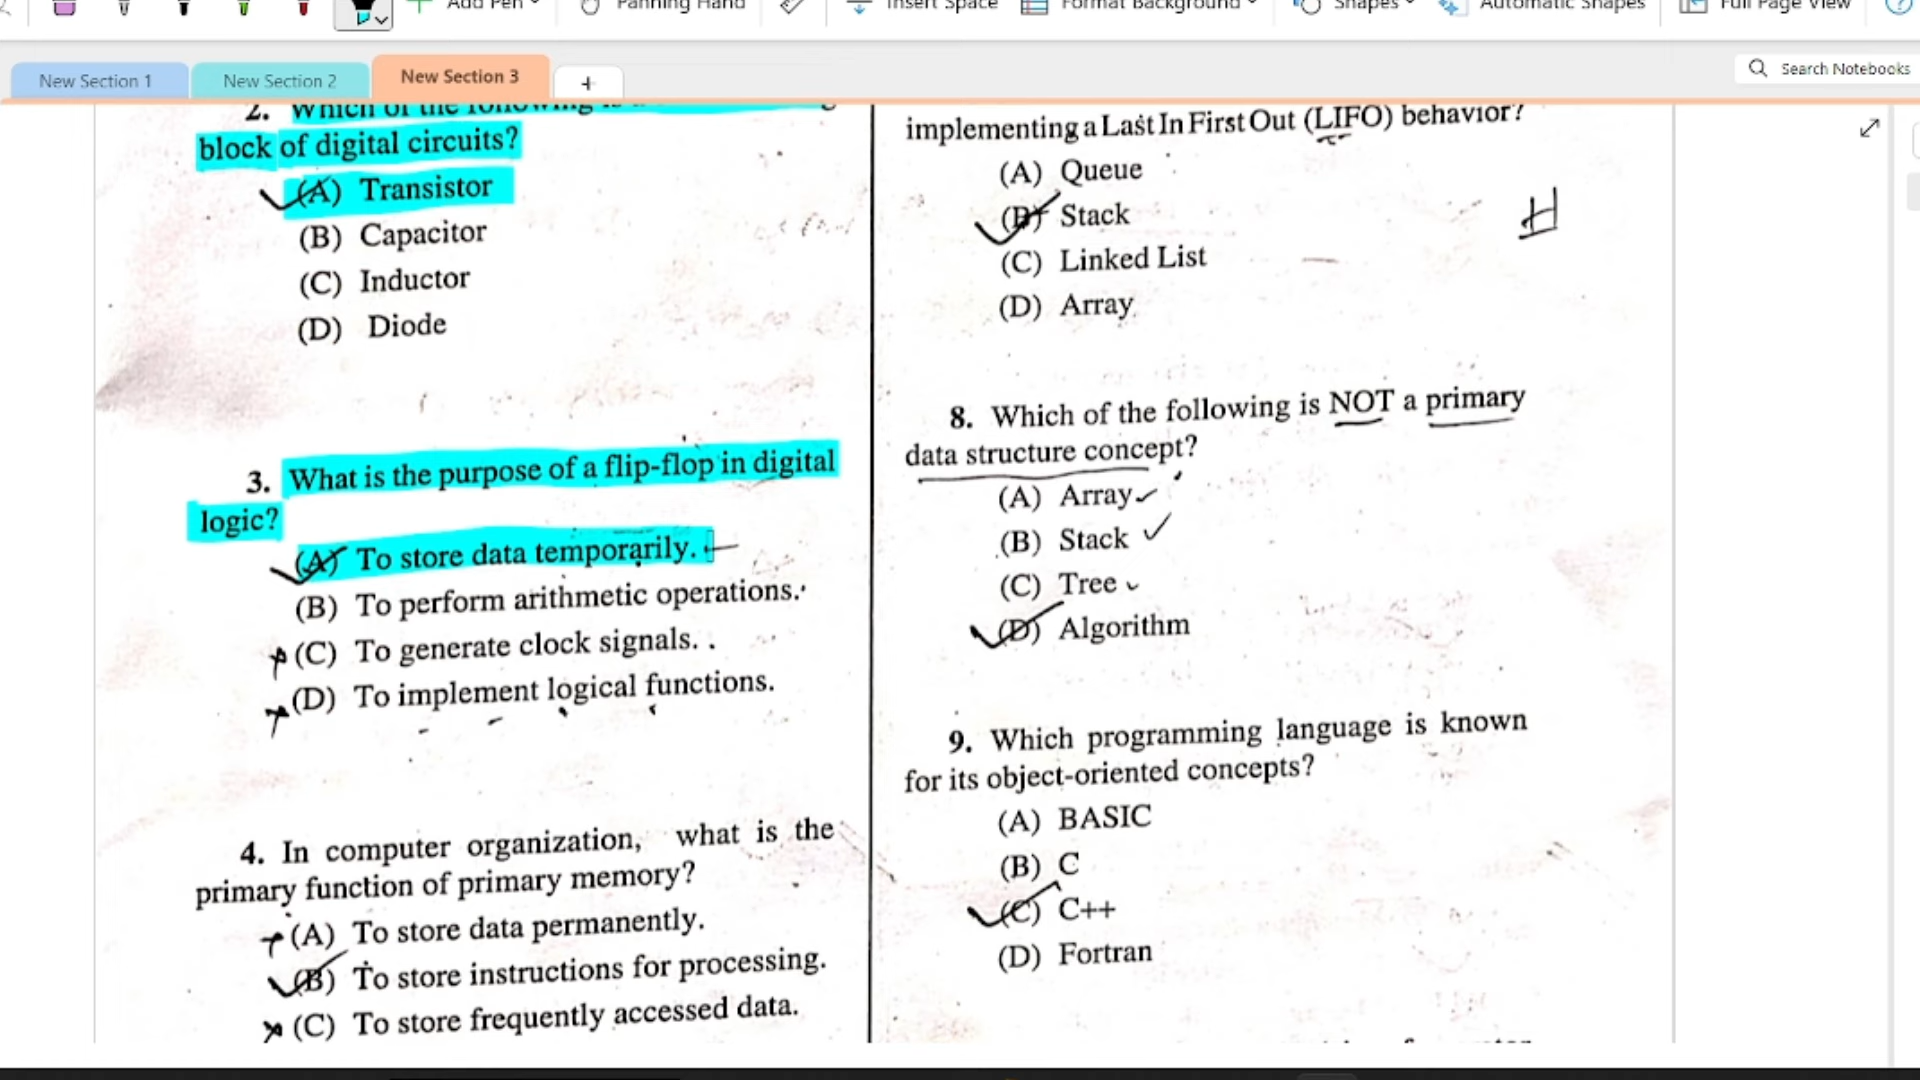 Add Pen
Panning Hand
Insert Space
Format Background
Shapes
Automatic Shapes
Full Page View
New Section 1
New Section 2
New Section 3
+
Search Notebooks
2. Which of the following is
block of digital circuits?
(A) Transistor
(B) Capacitor
(C) Inductor
(D) Diode
3. What is the purpose of a flip-flop in digital
logic?
(A) To store data temporarily.
(B) To perform arithmetic operations.
(C) To generate clock signals.
(D) To implement logical functions.
4. In computer organization, what is the
primary function of primary memory?
(A) To store data permanently.
(B) To store instructions for processing.
(C) To store frequently accessed data.
implementing a Last In First Out (LIFO) behavior?
(A) Queue
(B) Stack
(C) Linked List
(D) Array
8. Which of the following is NOT a primary
data structure concept?
(A) Array
(B) Stack
(C) Tree
(D) Algorithm
9. Which programming language is known
for its object-oriented concepts?
(A) BASIC
(B) C
(C) C++
(D) Fortran